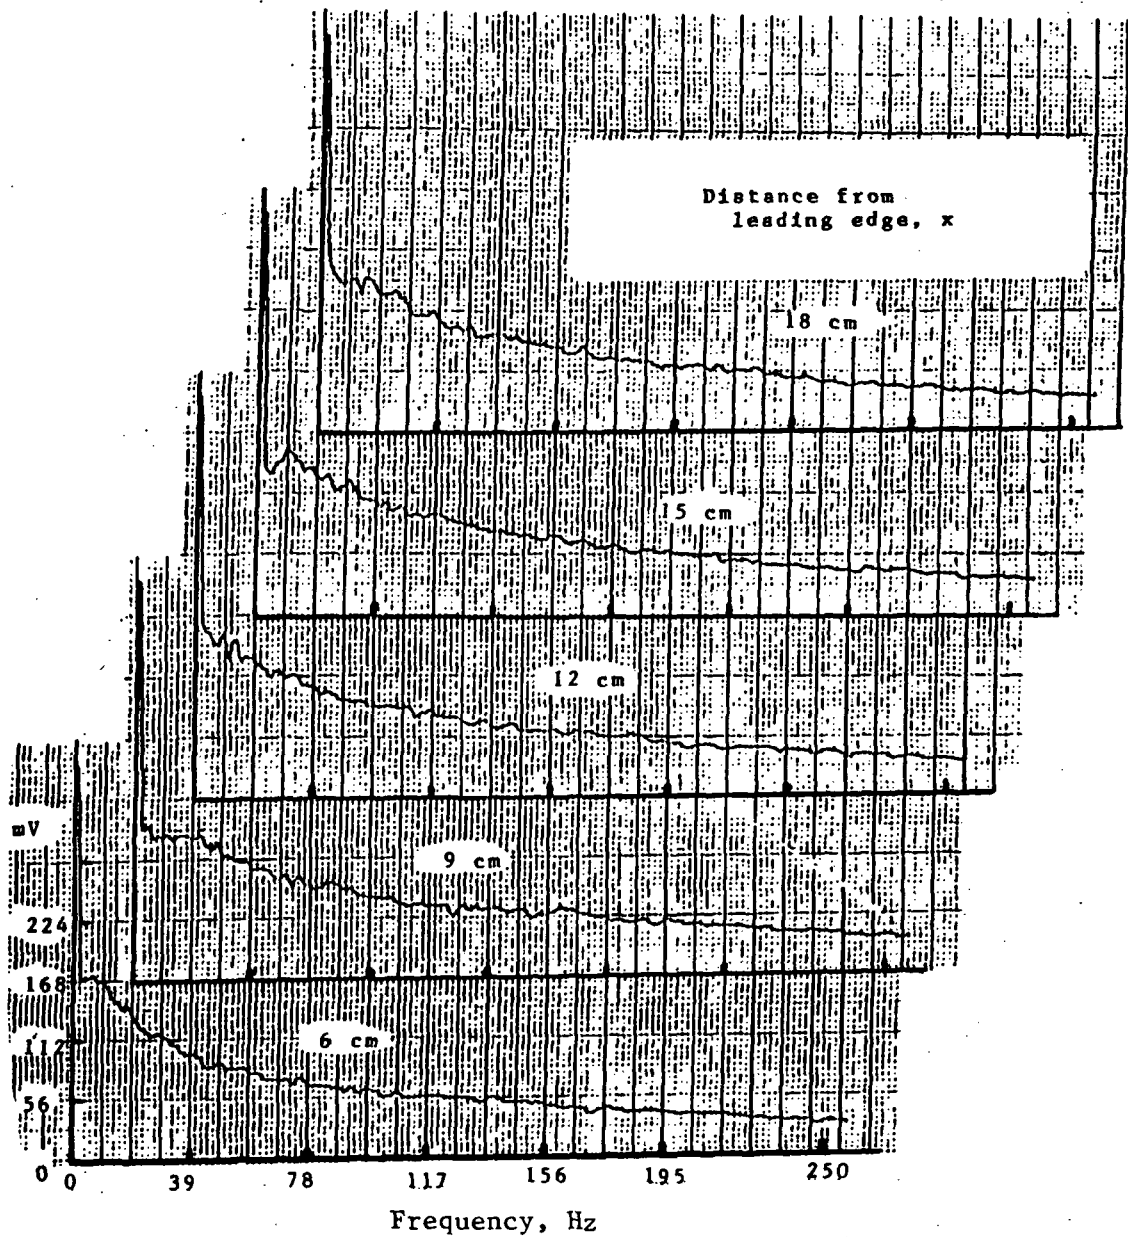 Distance from
leading edge, x
18 cm
15 cm
12 cm
mV
9 cm
224
168
6 cm
112
56
0
0 39 78 117 156 195 250
Frequency, Hz